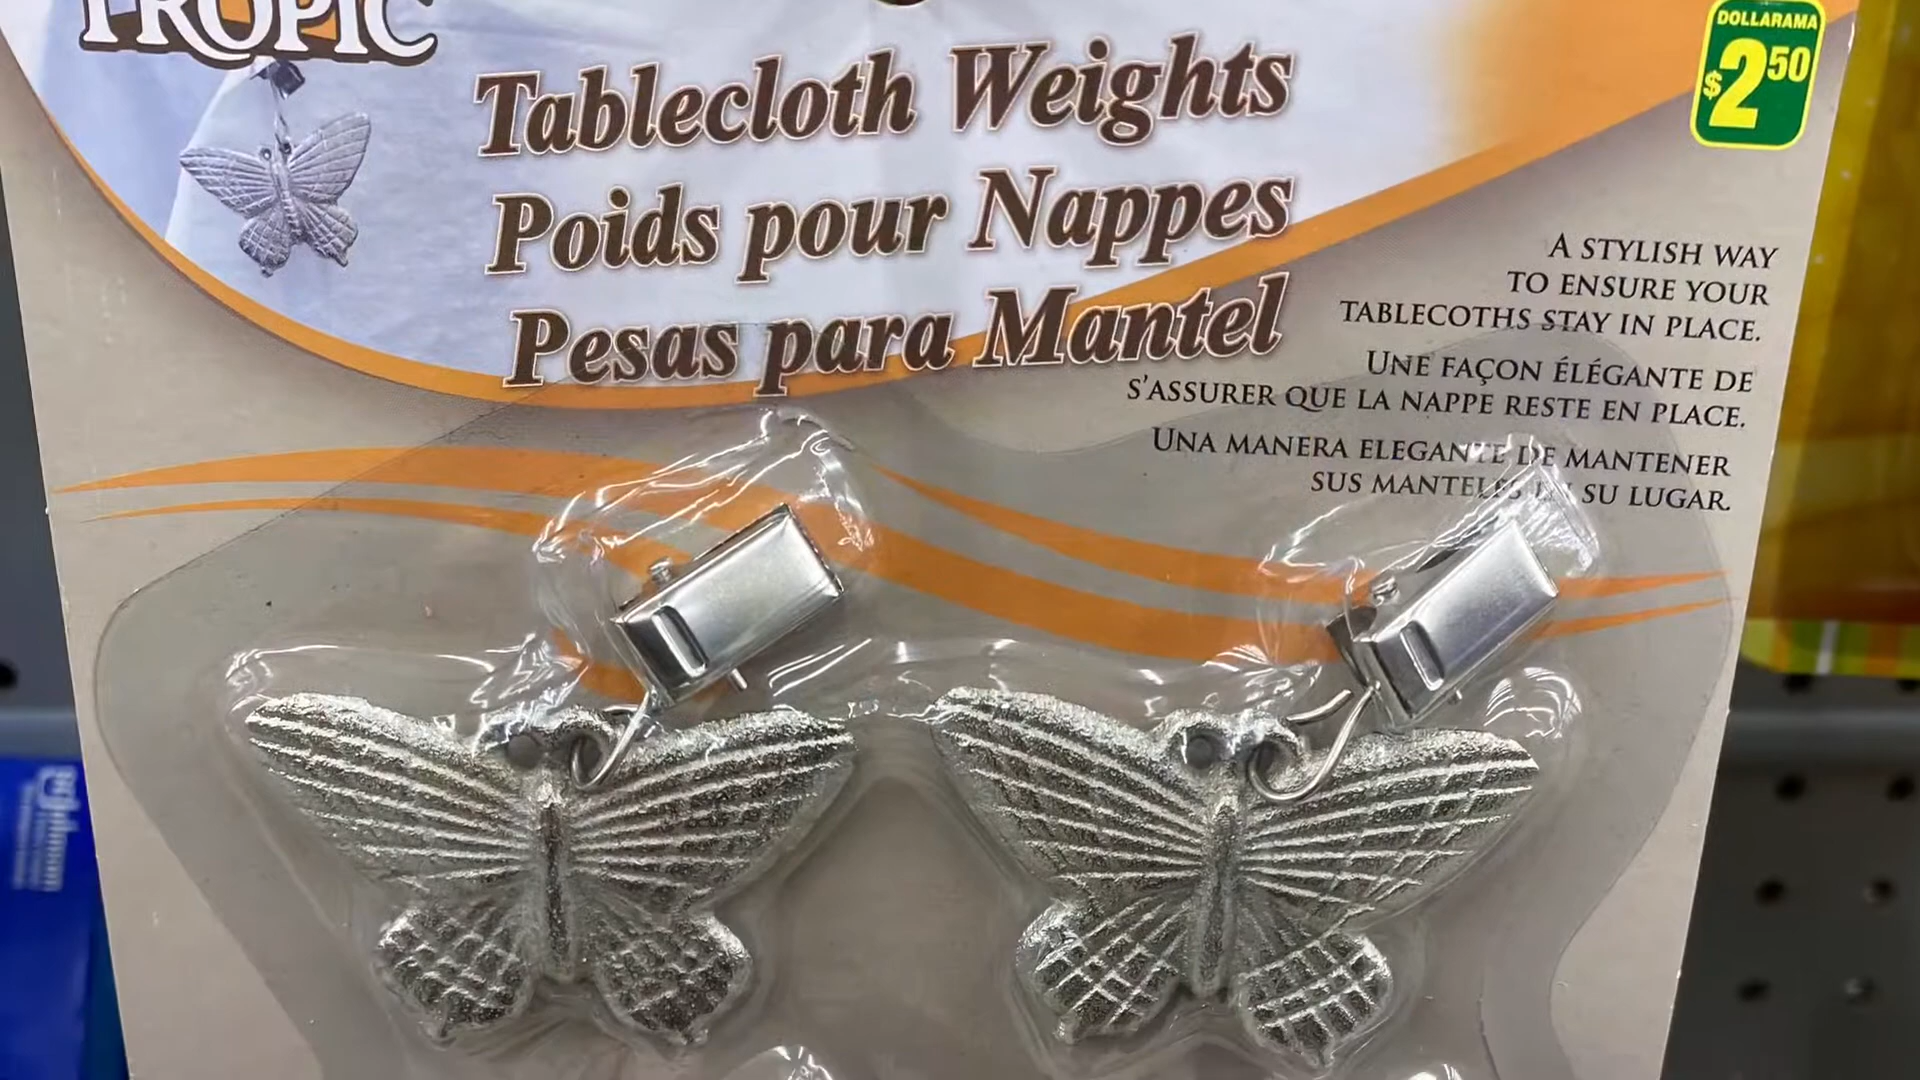 TROPIC
DOLLARAMA
$2.50
Tablecloth Weights
Poids pour Nappes
Pesas para Mantel
A STYLISH WAY
TO ENSURE YOUR
TABLECOTHS STAY IN PLACE.
UNE FAÇON ÉLÉGANTE DE
S'ASSURER QUE LA NAPPE RESTE EN PLACE.
UNA MANERA ELEGANTE DE MANTENER
SUS MANTELES EN SU LUGAR.